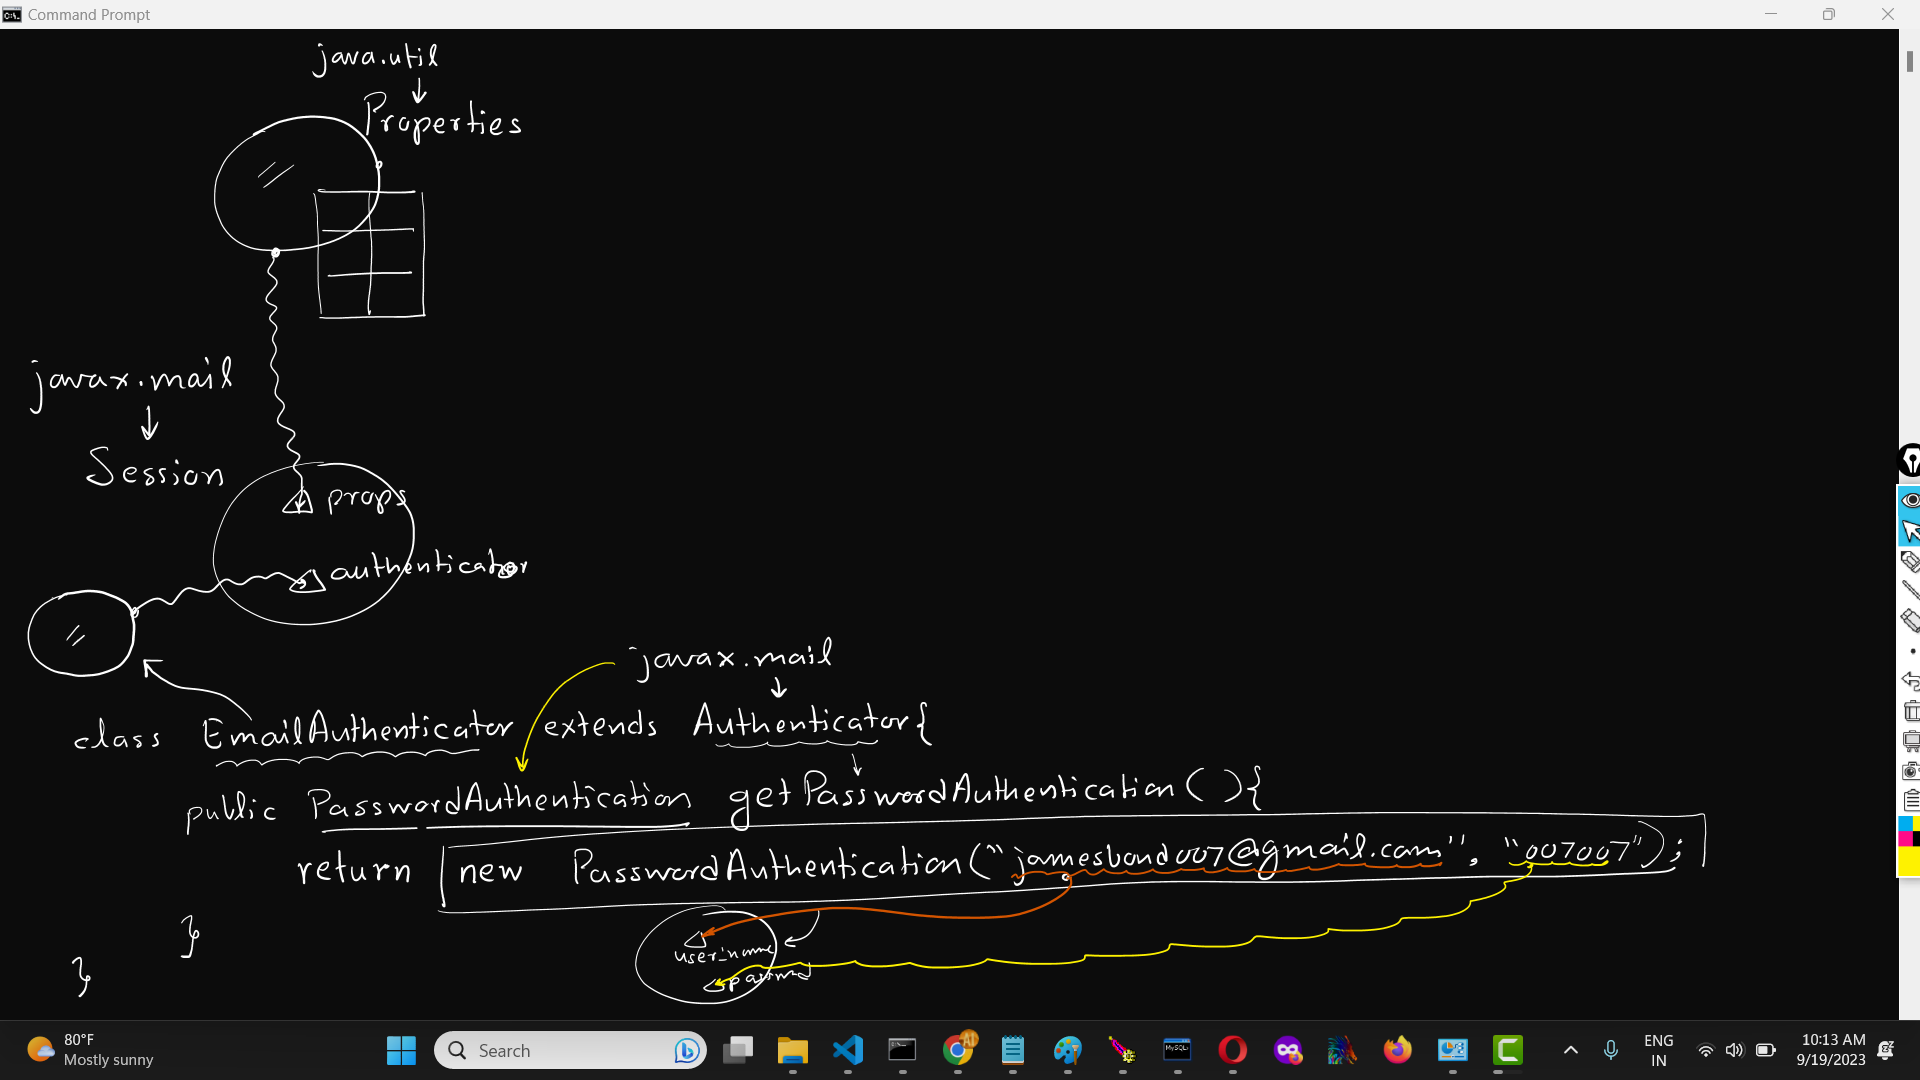 Command Prompt
java.util
Properties
javax.mail
Session
props
authenticator
javax.mail
class EmailAuthenticator extends Authenticator{
public PasswordAuthentication getPasswordAuthentication(){
return new PasswordAuthentication("jamesbond007@gmail.com", "007007");
}
user_name
}
80°F
Mostly sunny
Search
ENG
IN
10:13 AM
9/19/2023